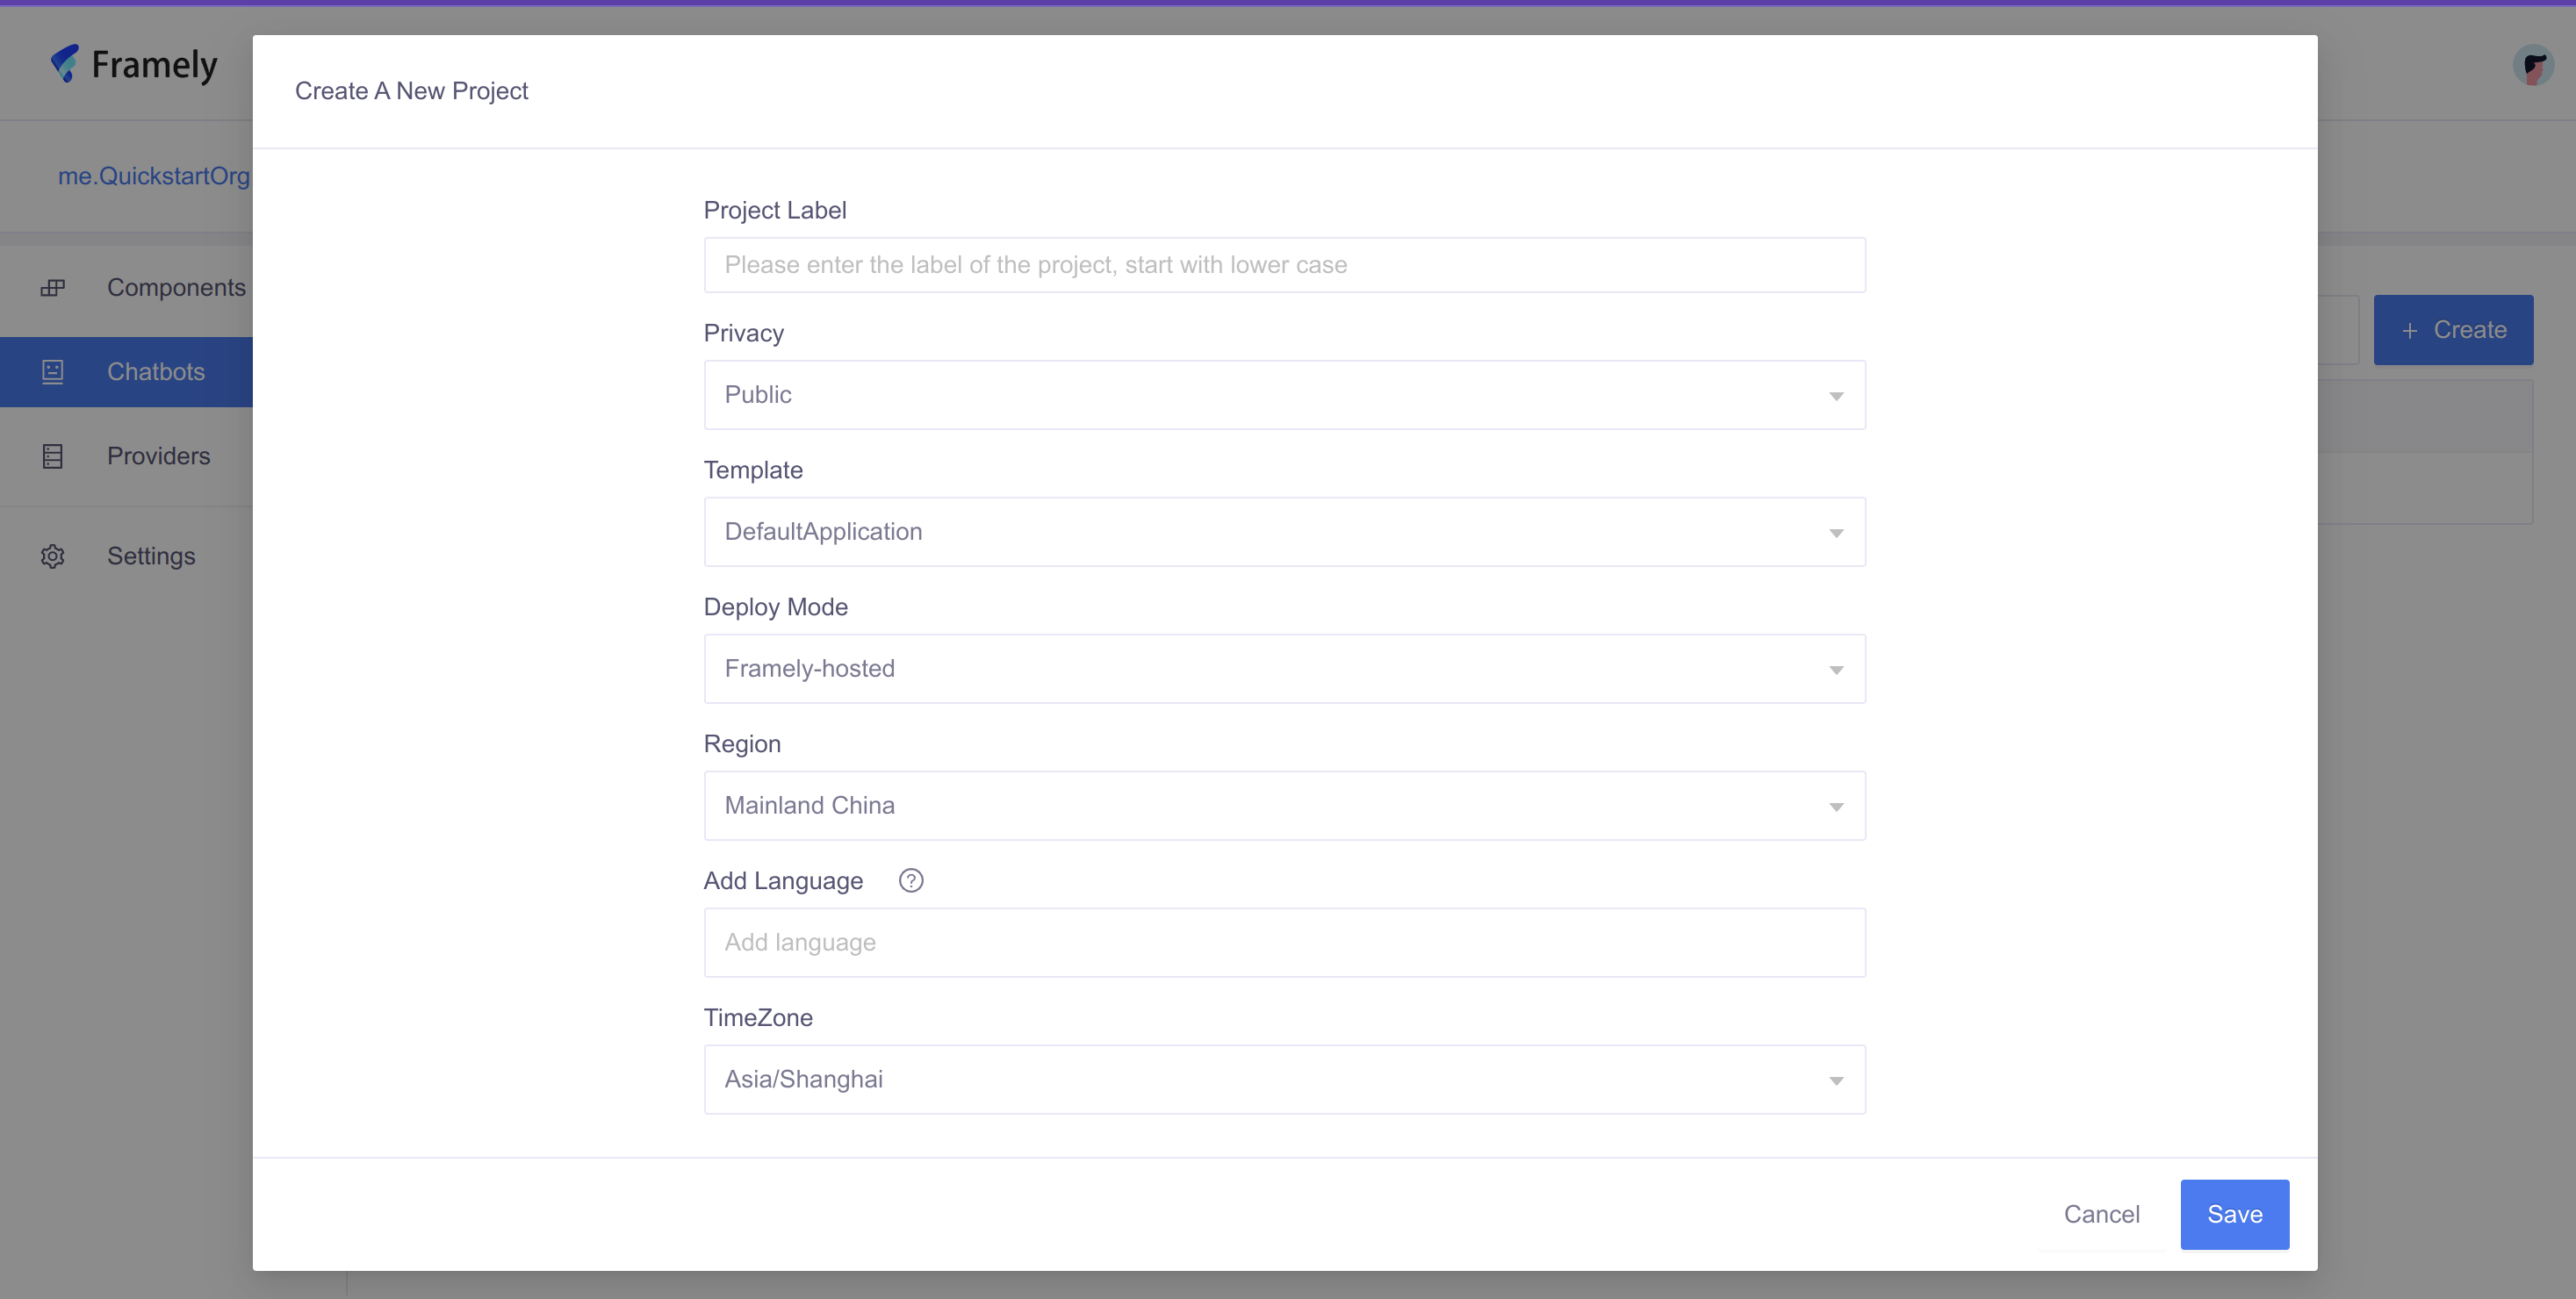 Framely
me.QuickstartOrg
Components
Chatbots
Providers
Settings
Create A New Project
Project Label
Please enter the label of the project, start with lower case
Privacy
Public
Template
DefaultApplication
Deploy Mode
Framely-hosted
Region
Mainland China
Add Language ?
Add language
TimeZone
Asia/Shanghai
Cancel
Save
+ Create